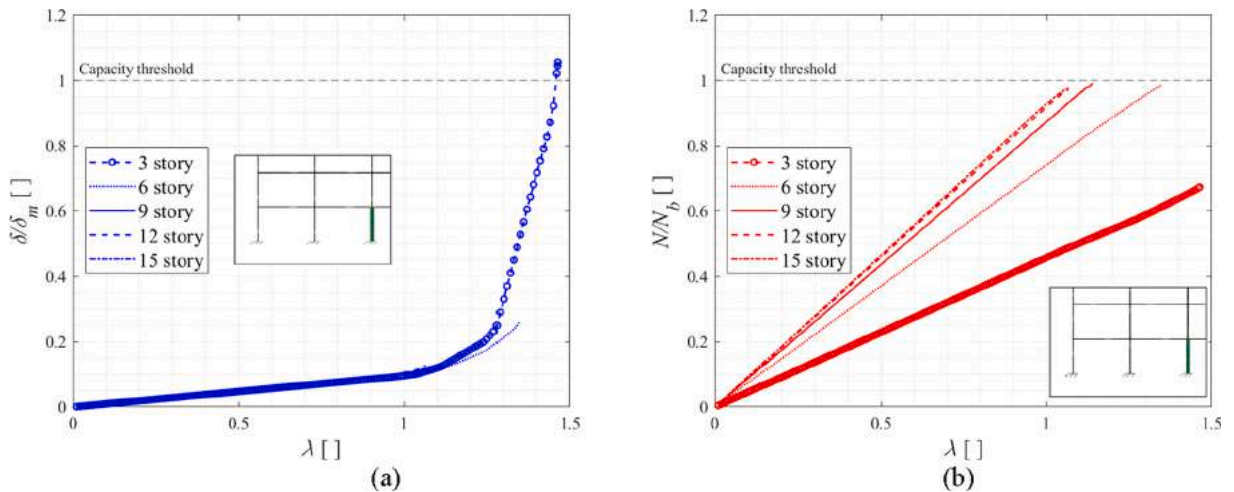 1.2
1
0.8
0.6
0.4
0.2
0
δ/δm [ ]
Capacity threshold
3 story
6 story
9 story
12 story
15 story
0 0.5 1 1.5
λ [ ]
(a)
1.2
1
0.8
0.6
0.4
0.2
0
N/Nb [ ]
Capacity threshold
3 story
6 story
9 story
12 story
15 story
0 0.5 1 1.5
λ [ ]
(b)